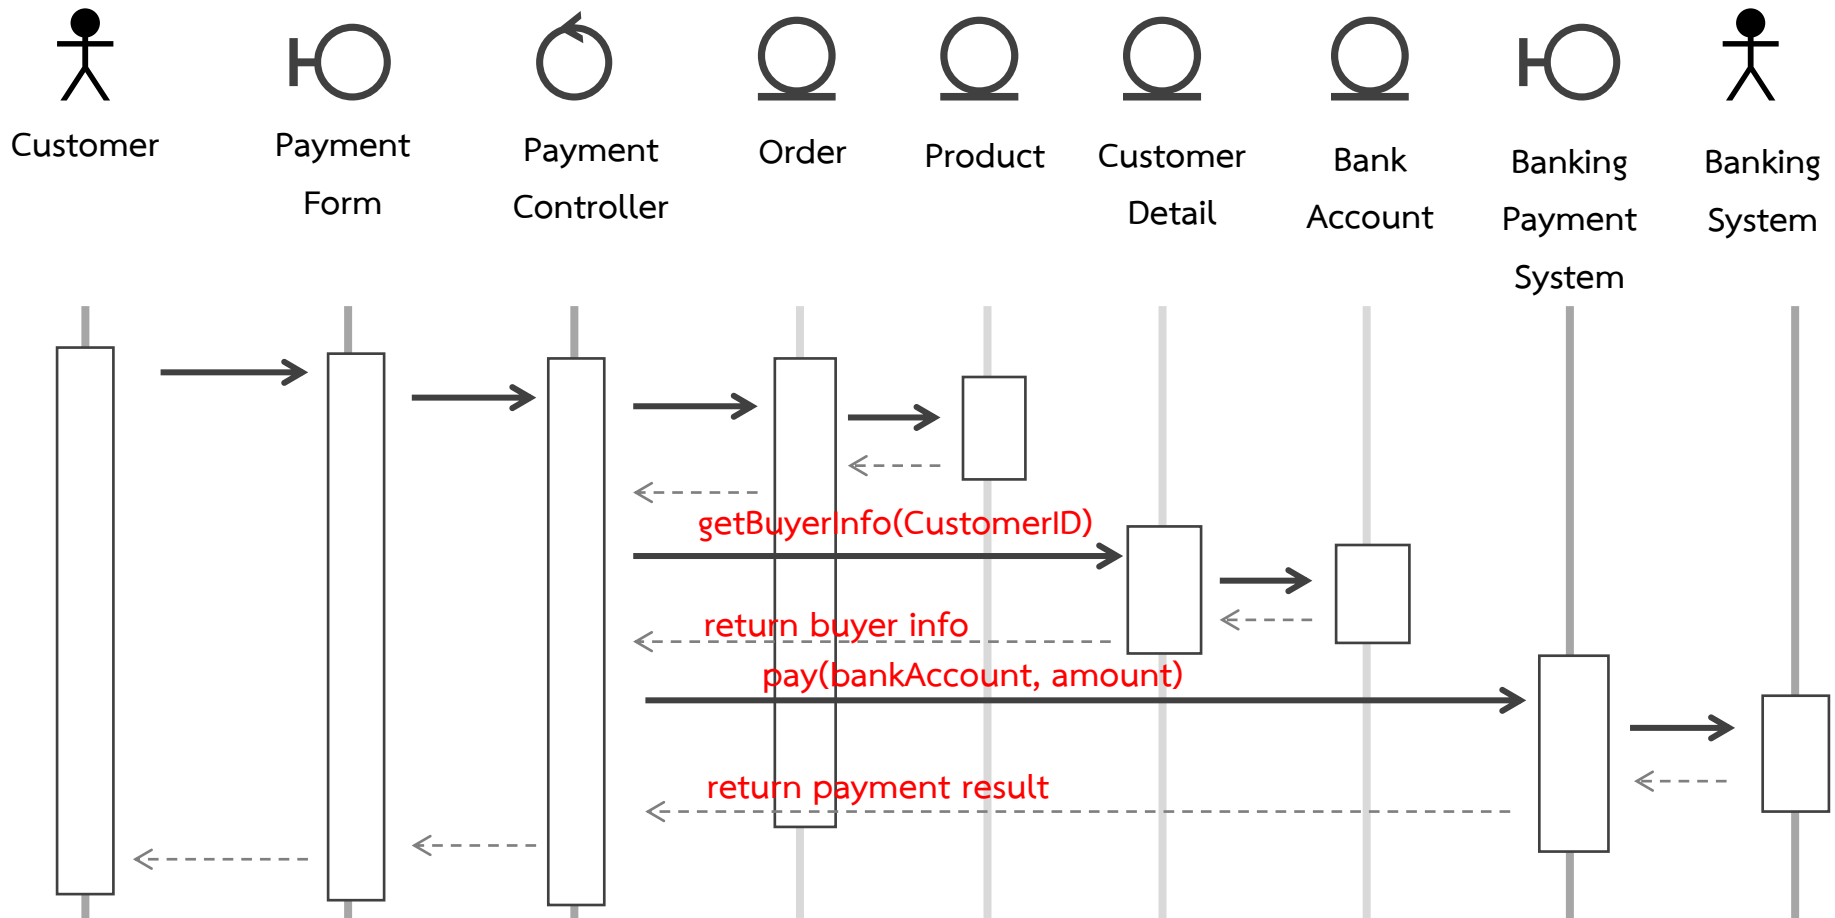 Customer
Payment
Form
Payment
Controller
Order
Product
Customer
Detail
Bank
Account
Banking
Payment
System
Banking
System
getBuyerInfo(CustomerID)
return buyer info
pay(bankAccount, amount)
return payment result